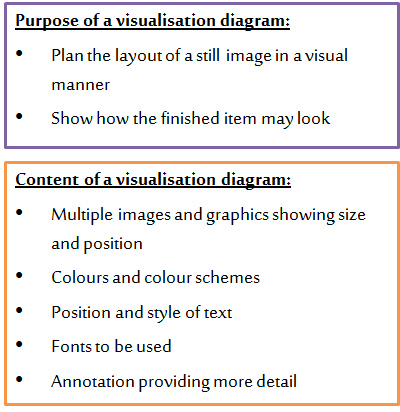 Purpose of a visualisation diagram:
• Plan the layout of a still image in a visual
manner
• Show how the finished item may look
Content of a visualisation diagram:
• Multiple images and graphics showing size
and position
• Colours and colour schemes
• Position and style of text
• Fonts to be used
• Annotation providing more detail